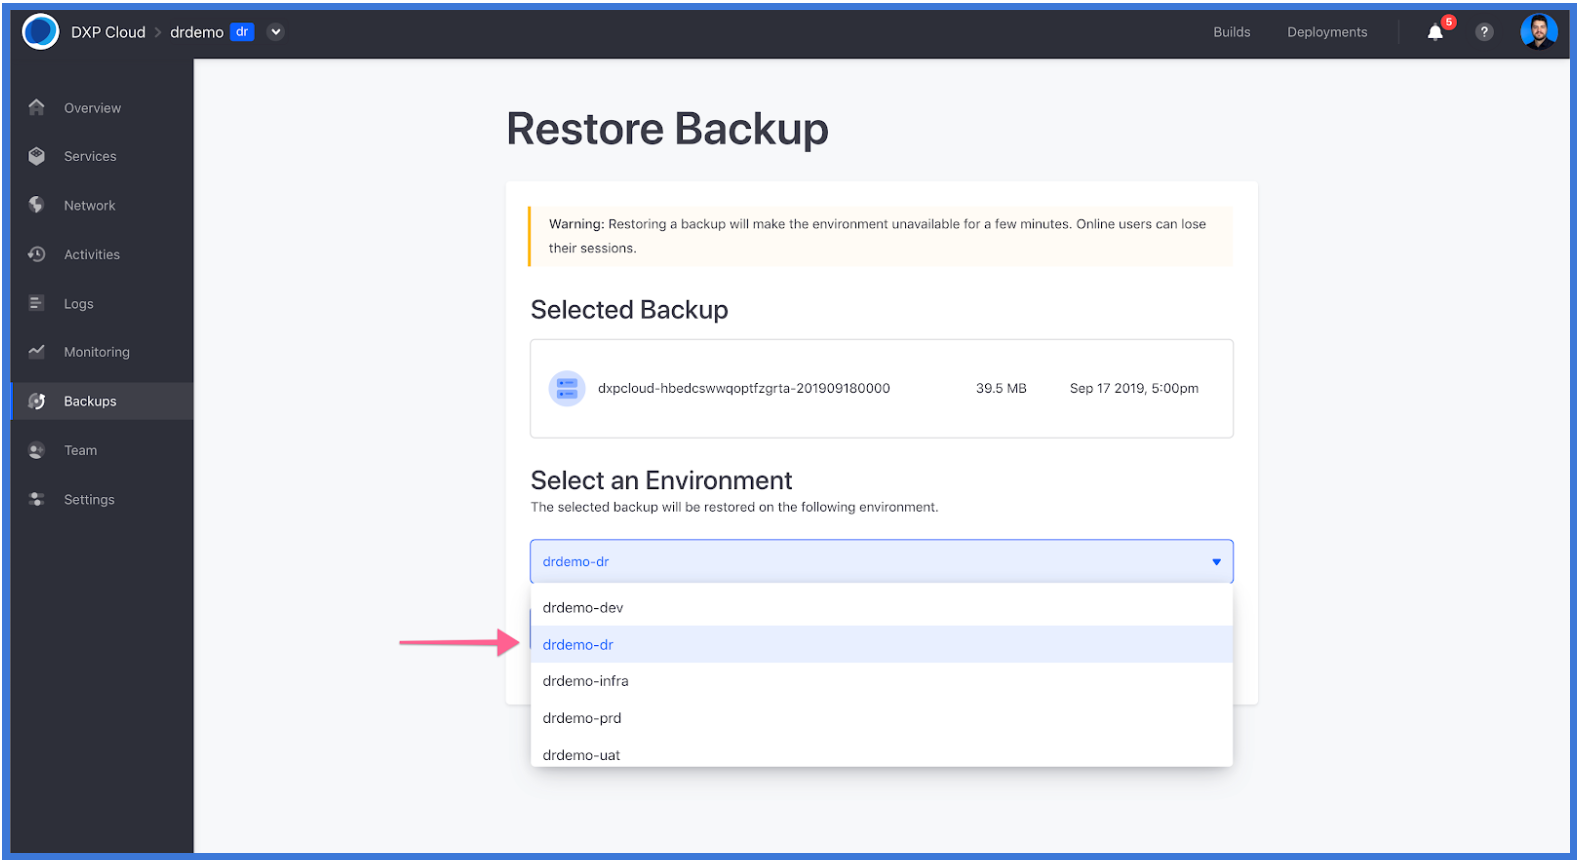 DXP Cloud > drdemo dr
Builds
Deployments
5
?
Overview
Services
Network
Activities
Logs
Monitoring
Backups
Team
Settings
Restore Backup
Warning: Restoring a backup will make the environment unavailable for a few minutes. Online users can lose
their sessions.
Selected Backup
dxpcloud-hbedcswwqoptfzgrta-201909180000 39.5 MB Sep 17 2019, 5:00pm
Select an Environment
The selected backup will be restored on the following environment.
drdemo-dr
drdemo-dev
drdemo-dr
drdemo-infra
drdemo-prd
drdemo-uat